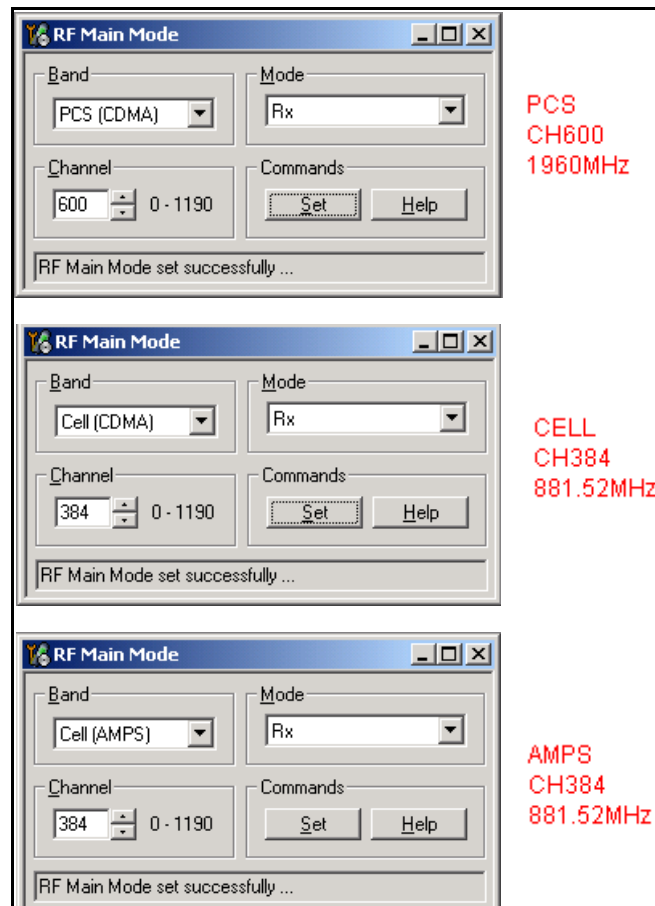 RF Main Mode
Band
Mode
PCS (CDMA)
Rx
PCS
CH600
1960MHz
Channel
Commands
600
0 - 1190
Set
Help
RF Main Mode set successfully ...
RF Main Mode
Band
Mode
Cell (CDMA)
Rx
CELL
CH384
881.52MHz
Channel
Commands
384
0 - 1190
Set
Help
RF Main Mode set successfully ...
RF Main Mode
Band
Mode
Cell (AMPS)
Rx
AMPS
CH384
881.52MHz
Channel
Commands
384
0 - 1190
Set
Help
RF Main Mode set successfully ...